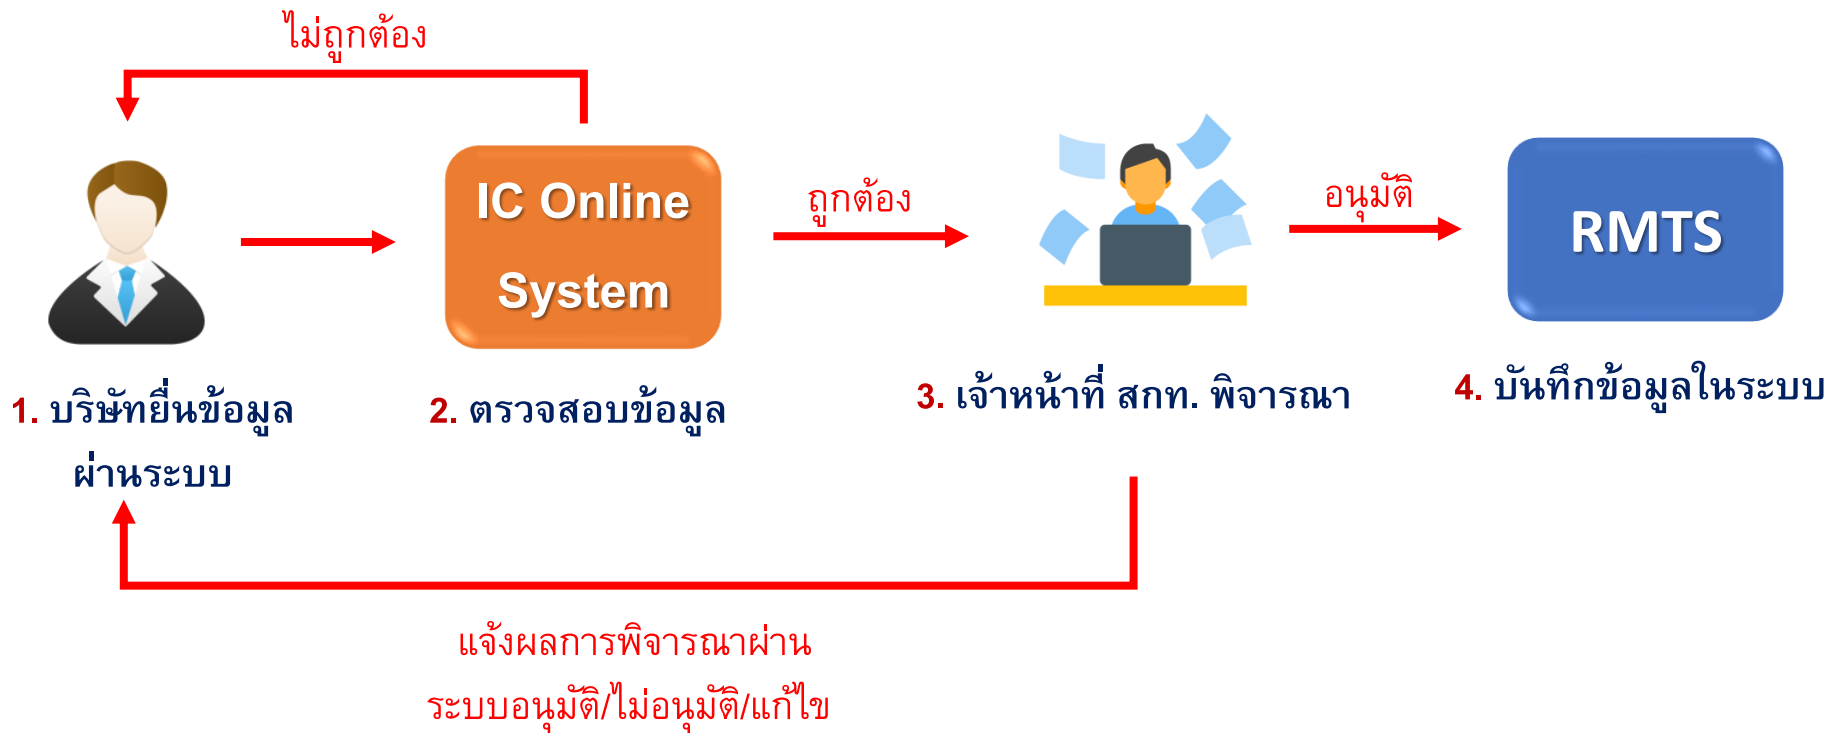 ไม่ถูกต้อง
IC Online
System
ถูกต้อง
อนุมัติ
RMTS
1. บริษัทยื่นข้อมูล
ผ่านระบบ
2. ตรวจสอบข้อมูล
3. เจ้าหน้าที่ สกท. พิจารณา
4. บันทึกข้อมูลในระบบ
แจ้งผลการพิจารณาผ่าน
ระบบอนุมัติ/ไม่อนุมัติ/แก้ไข